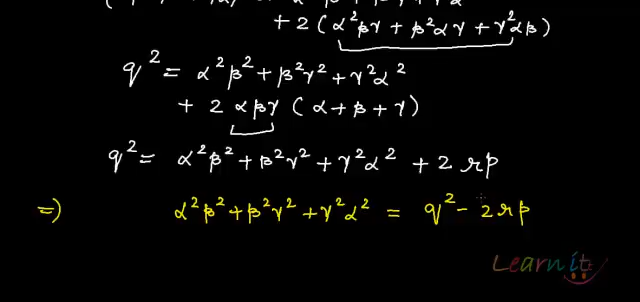 + 2 (α²βγ + β²αγ + γ²αβ)
q² = α²β² + β²γ² + γ²α²
+ 2 αβγ (α + β + γ)
q² = α²β² + β²γ² + γ²α² + 2 rp
⇒ α²β² + β²γ² + γ²α² = q² - 2rp
Learnit